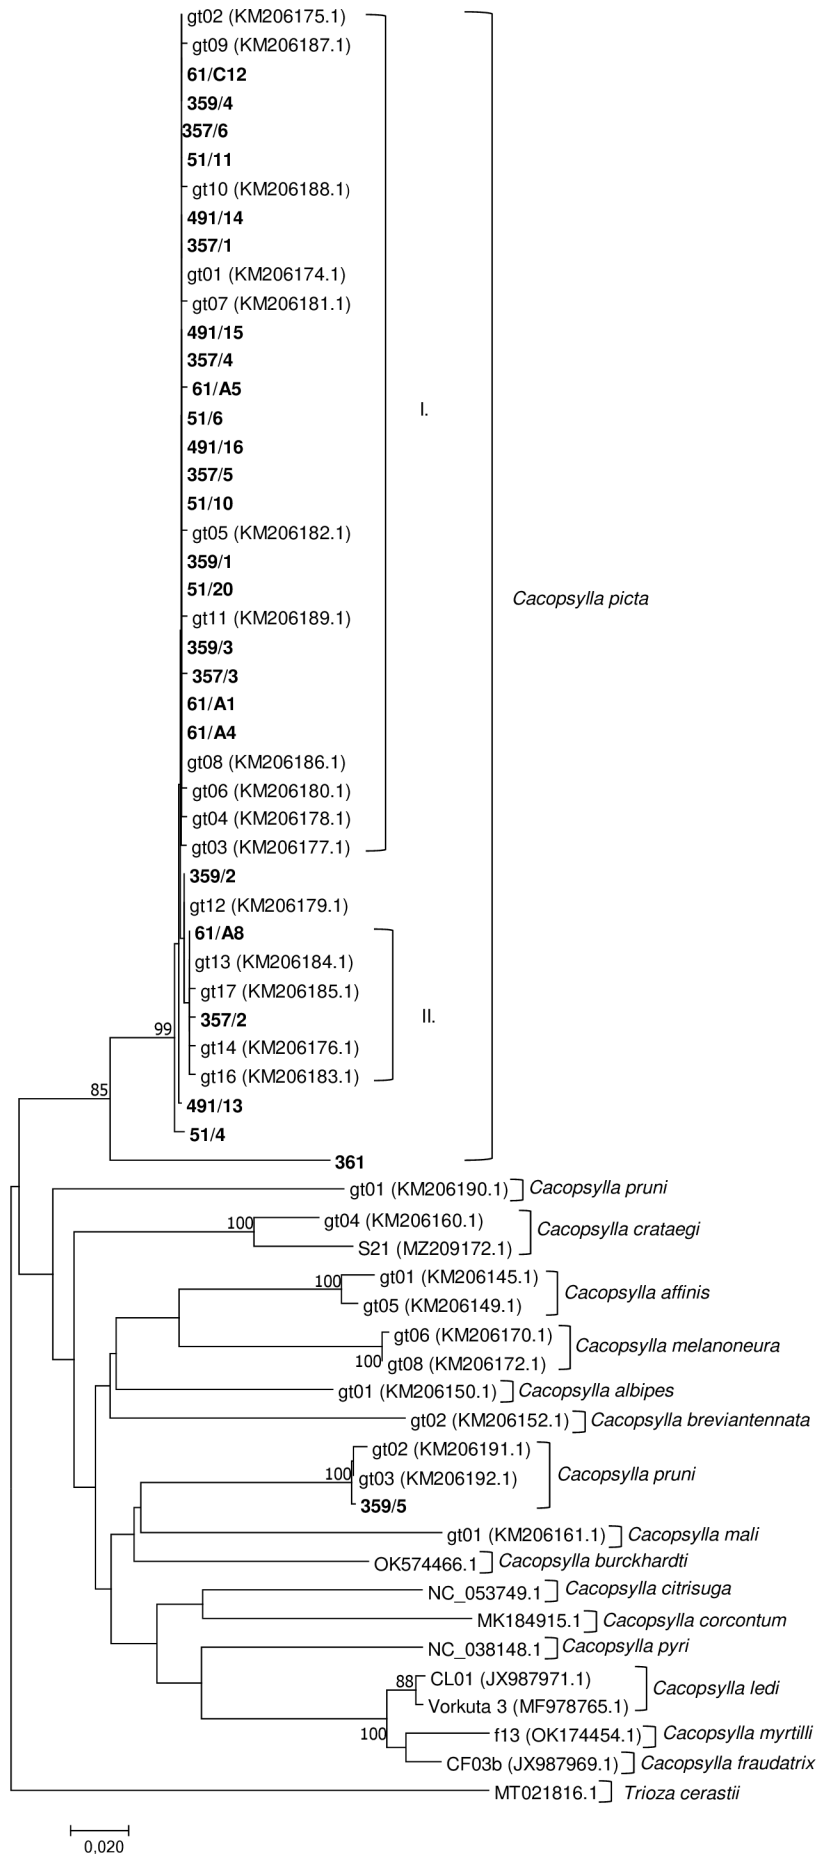 gt02 (KM206175.1)
gt09 (KM206187.1)
61/C12
359/4
357/6
51/11
gt10 (KM206188.1)
491/14
357/1
gt01 (KM206174.1)
gt07 (KM206181.1)
491/15
357/4
61/A5
I.
51/6
491/16
357/5
51/10
gt05 (KM206182.1)
359/1
51/20
Cacopsylla picta
gt11 (KM206189.1)
359/3
357/3
61/A1
61/A4
gt08 (KM206186.1)
gt06 (KM206180.1)
gt04 (KM206178.1)
gt03 (KM206177.1)
359/2
gt12 (KM206179.1)
61/A8
gt13 (KM206184.1)
gt17 (KM206185.1)
357/2
II.
99
gt14 (KM206176.1)
gt16 (KM206183.1)
85
491/13
51/4
361
gt01 (KM206190.1) Cacopsylla pruni
100
gt04 (KM206160.1)
Cacopsylla crataegi
S21 (MZ209172.1)
100
gt01 (KM206145.1)
Cacopsylla affinis
gt05 (KM206149.1)
gt06 (KM206170.1)
Cacopsylla melanoneura
100
gt08 (KM206172.1)
gt01 (KM206150.1) Cacopsylla albipes
gt02 (KM206152.1) Cacopsylla breviantennata
gt02 (KM206191.1)
100
gt03 (KM206192.1)
Cacopsylla pruni
359/5
gt01 (KM206161.1) Cacopsylla mali
OK574466.1 Cacopsylla burckhardti
NC_053749.1 Cacopsylla citrisuga
MK184915.1 Cacopsylla corcontum
NC_038148.1 Cacopsylla pyri
88
CL01 (JX987971.1)
Cacopsylla ledi
Vorkuta 3 (MF978765.1)
100
f13 (OK174454.1) Cacopsylla myrtilli
CF03b (JX987969.1) Cacopsylla fraudatrix
MT021816.1 Trioza cerastii
0,020